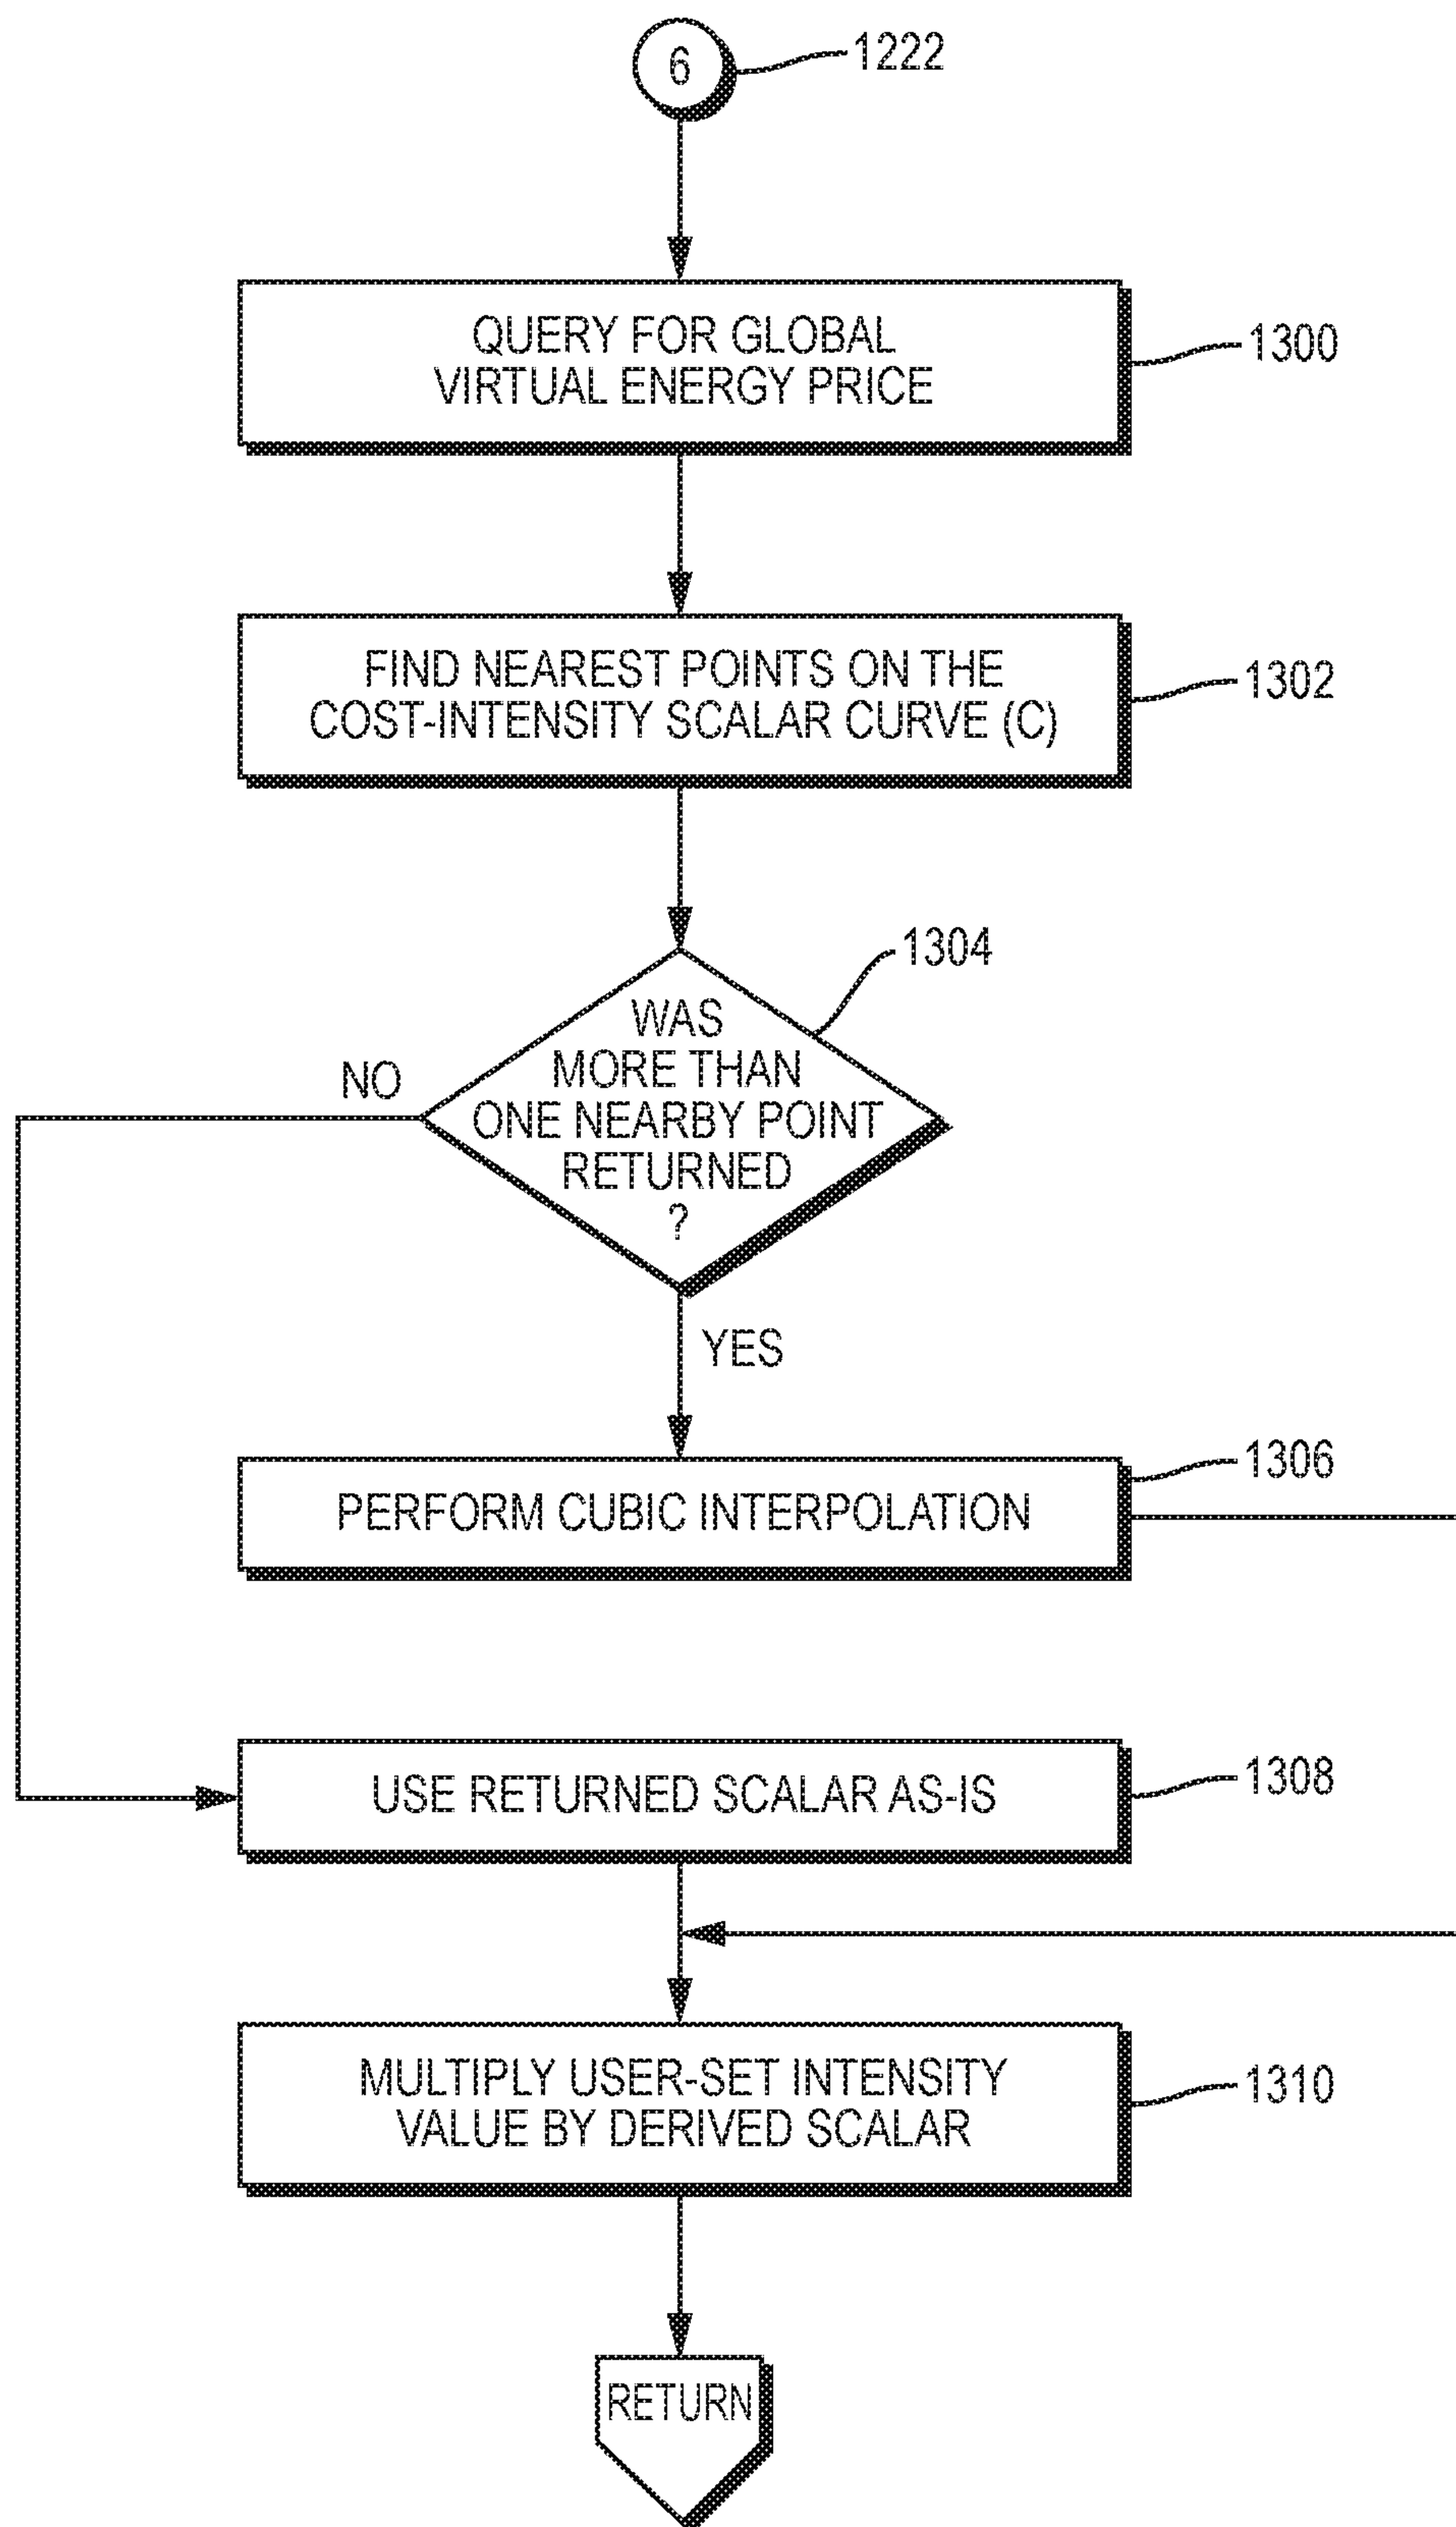 6
1222
QUERY FOR GLOBAL
VIRTUAL ENERGY PRICE
1300
FIND NEAREST POINTS ON THE
COST-INTENSITY SCALAR CURVE (C)
1302
1304
WAS
MORE THAN
ONE NEARBY POINT
RETURNED
?
NO
YES
PERFORM CUBIC INTERPOLATION
1306
USE RETURNED SCALAR AS-IS
1308
MULTIPLY USER-SET INTENSITY
VALUE BY DERIVED SCALAR
1310
RETURN